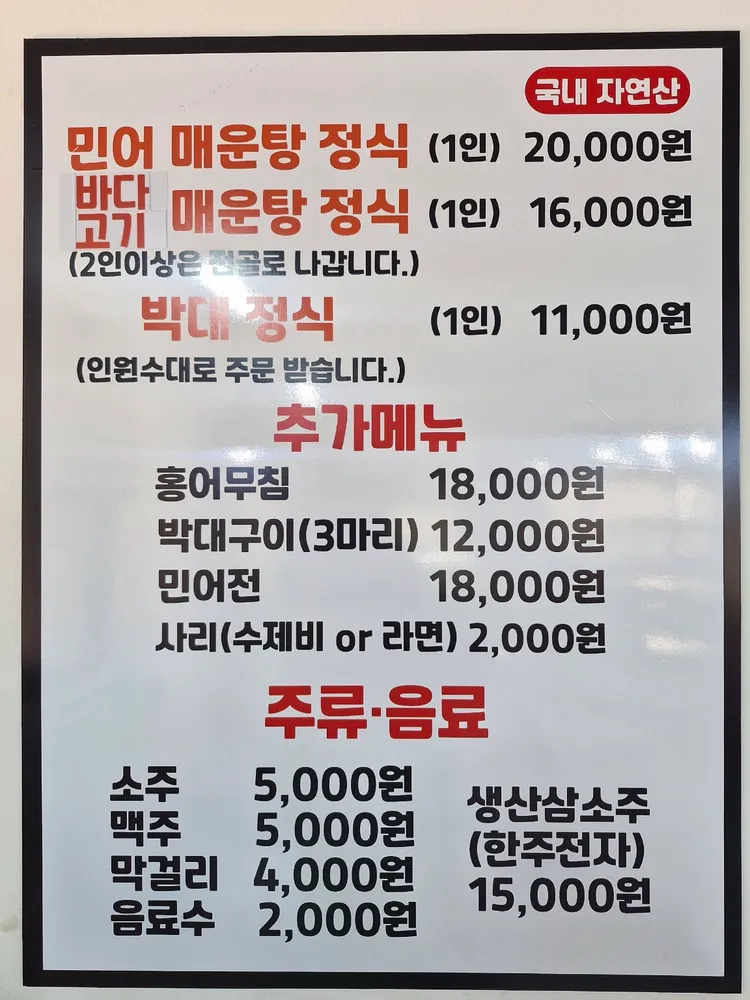 국내 자연산
민어 매운탕 정식 (1인) 20,000원
바다고기 매운탕 정식 (1인) 16,000원
(2인이상은 전골로 나갑니다.)
박대 정식 (1인) 11,000원
(인원수대로 주문 받습니다.)
추가메뉴
홍어무침 18,000원
박대구이(3마리) 12,000원
민어전 18,000원
사리(수제비 or 라면) 2,000원
주류·음료
소주 5,000원
맥주 5,000원
막걸리 4,000원
음료수 2,000원
생산삼소주
(한주전자)
15,000원